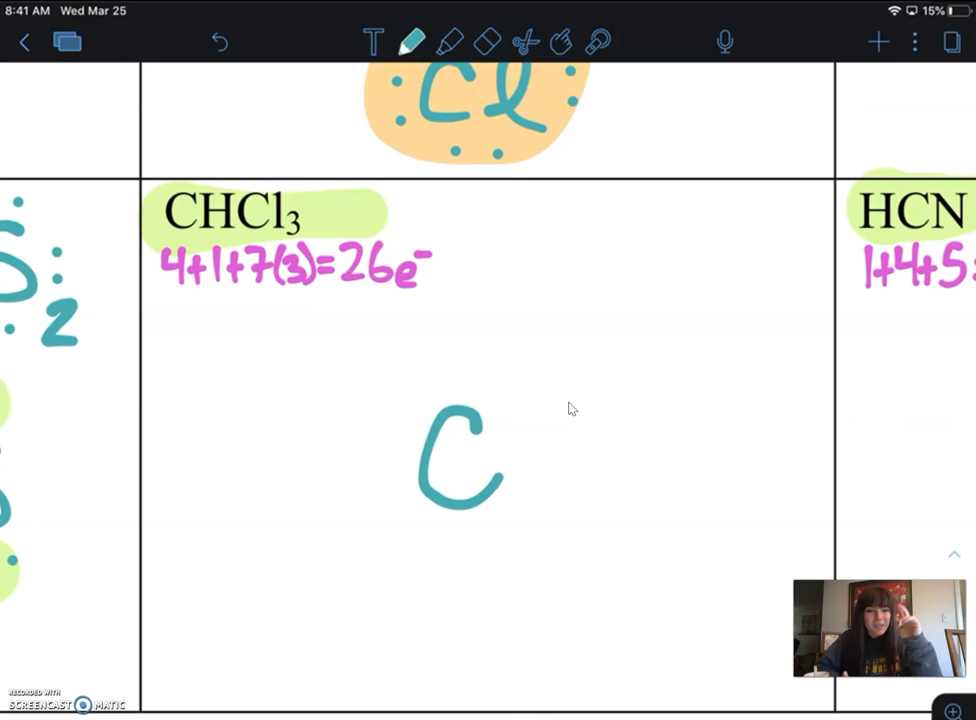 8:41 AM Wed Mar 25
15%
T
Cl
CHCl₃
4+1+7(3)=26e⁻
HCN
1+4+5=
S
2
C
RECORDED WITH
SCREENCAST MATIC